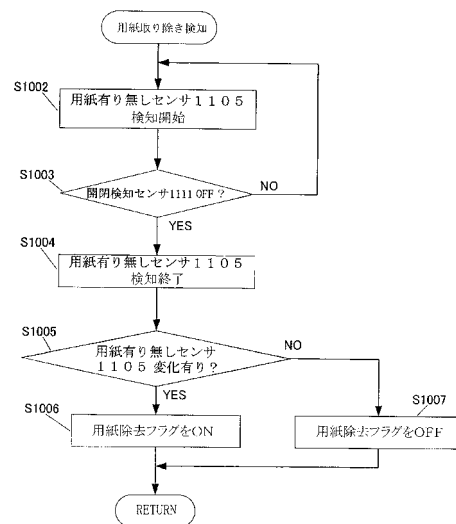 用紙取り除き検知
S1002
用紙有り無しセンサ1105
検知開始
S1003
開閉検知センサ1111 OFF?
NO
YES
S1004
用紙有り無しセンサ1105
検知終了
S1005
用紙有り無しセンサ
1105 変化有り?
NO
YES
S1006
用紙除去フラグをON
S1007
用紙除去フラグをOFF
RETURN